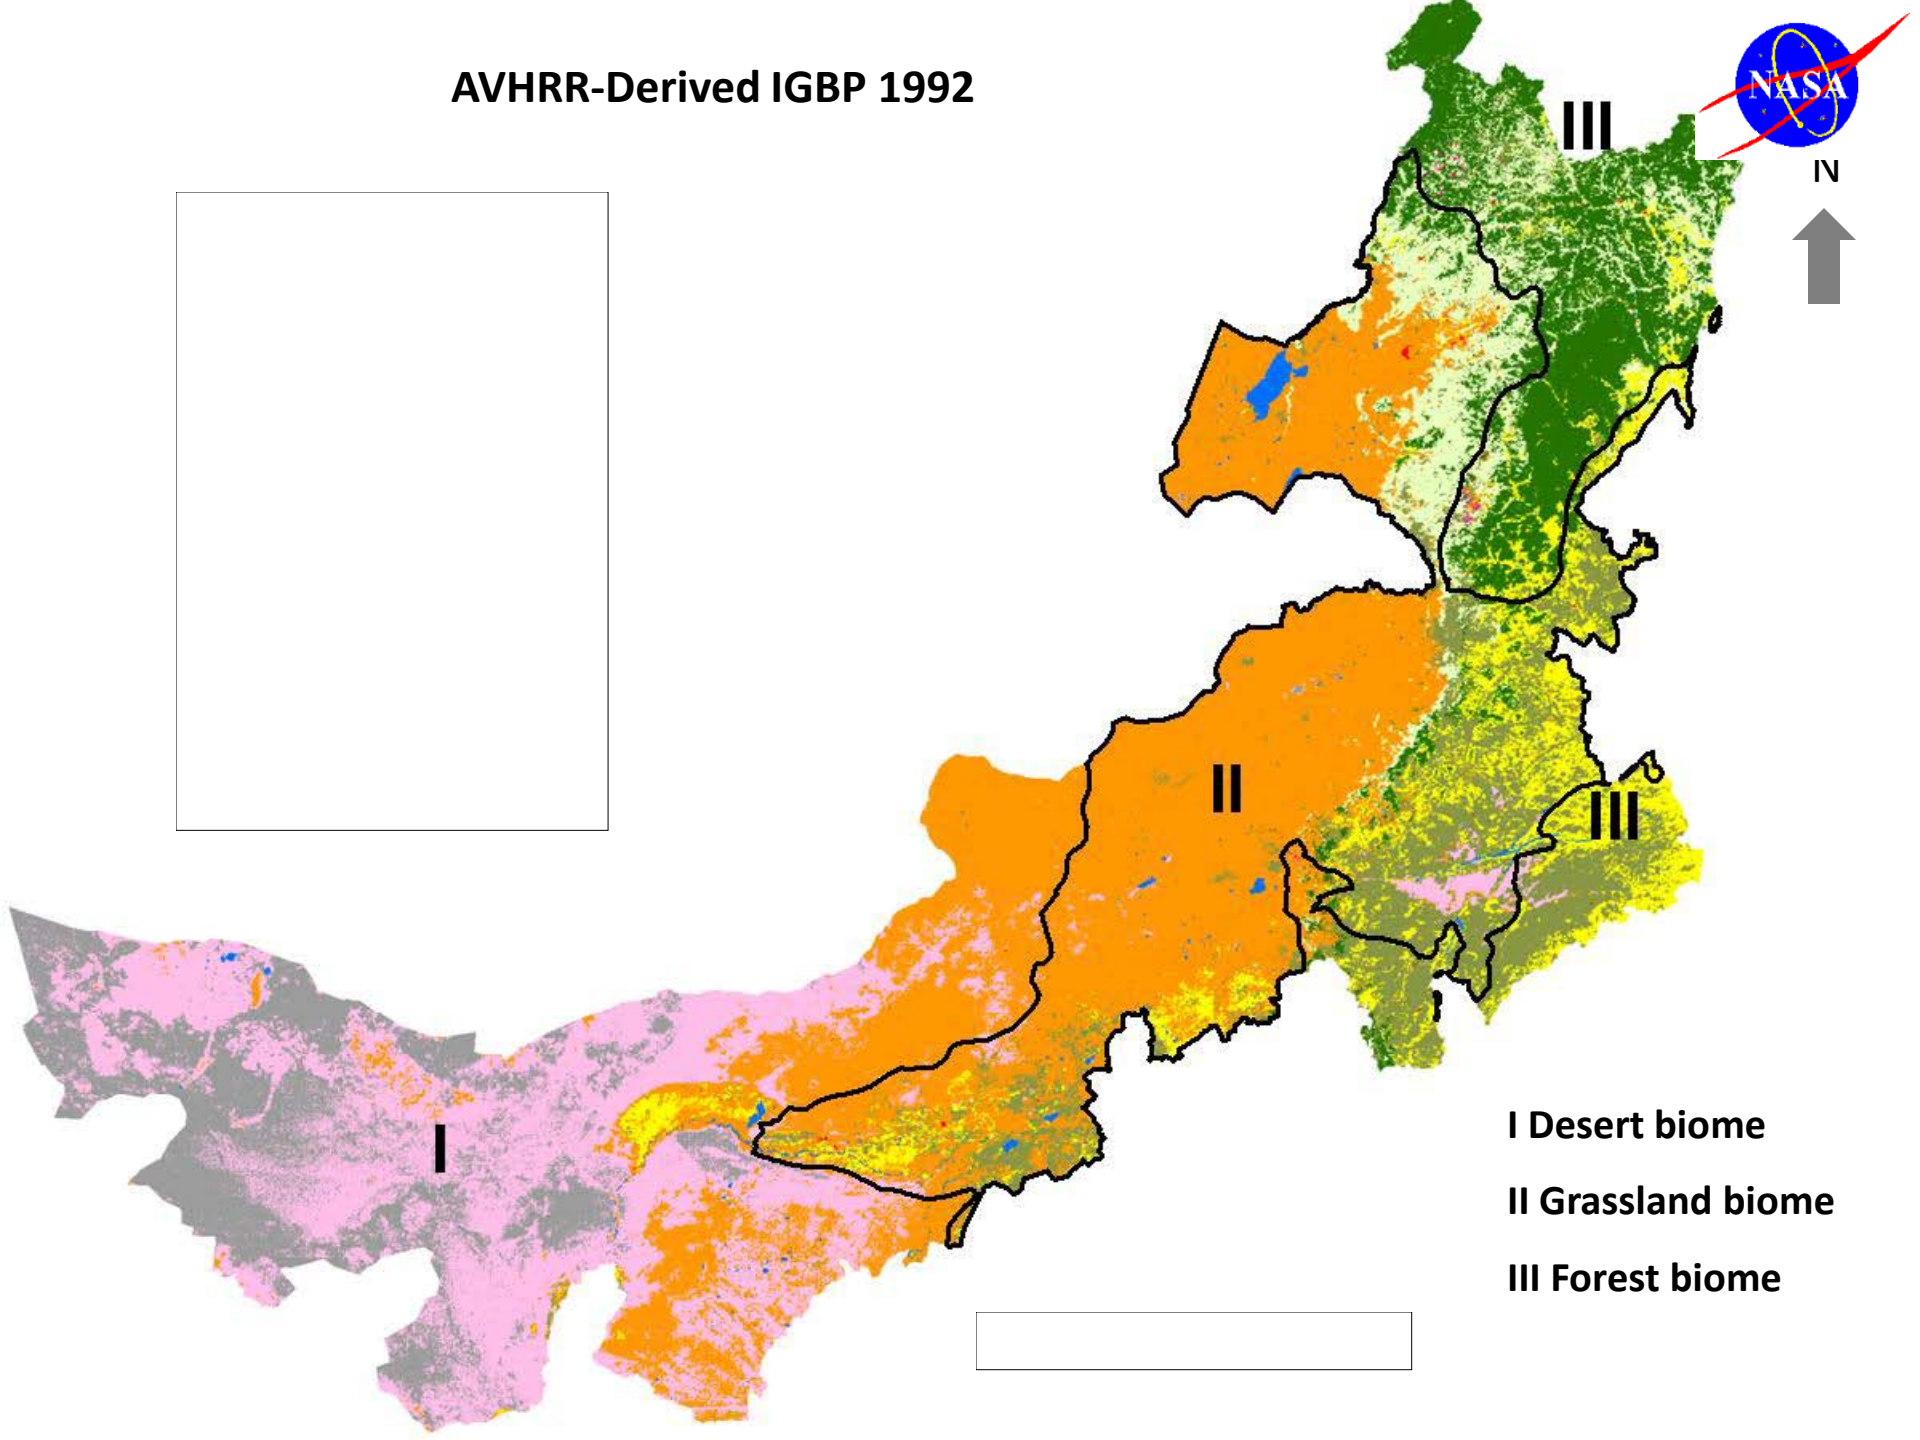 AVHRR-Derived IGBP 1992
III
NASA
N
II
III
I
I Desert biome
II Grassland biome
III Forest biome